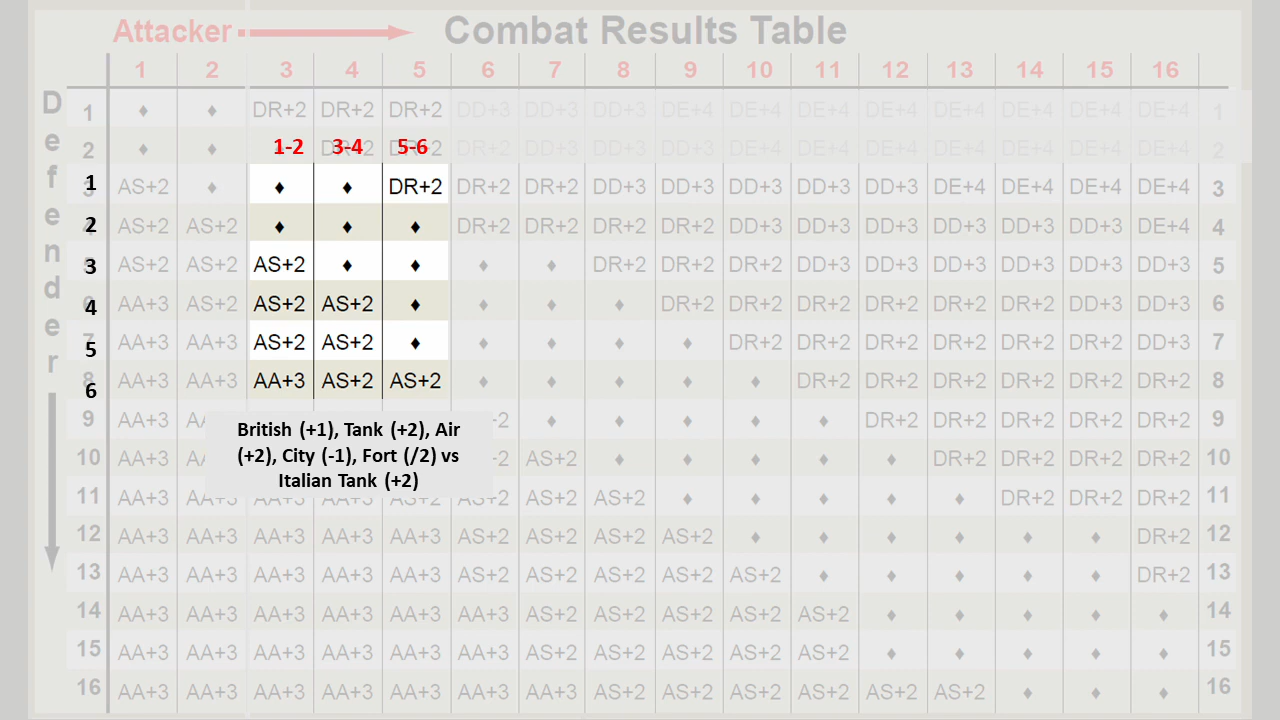 Attacker Combat Results Table
1 2 3 4 5 6 7 8 9 10 11 12 13 14 15 16
Defender
1 ♦ ♦ DR+2 DR+2 DR+2 DD+3 DD+3 DD+3 DE+4 DE+4 DE+4 DE+4 DE+4 DE+4 DE+4 DE+4 1
2 ♦ ♦ 1-2 3-4 DR+2 5-6 DR+2 DD+3 DD+3 DD+3 DE+4 DE+4 DE+4 DE+4 DE+4 DE+4 DE+4 DE+4 2
1 AS+2 ♦ ♦ ♦ DR+2 DR+2 DR+2 DD+3 DD+3 DD+3 DD+3 DD+3 DE+4 DE+4 DE+4 DE+4 3
2 AS+2 AS+2 ♦ ♦ ♦ DR+2 DR+2 DR+2 DR+2 DD+3 DD+3 DD+3 DD+3 DD+3 DD+3 DE+4 4
3 AS+2 AS+2 AS+2 ♦ ♦ ♦ ♦ DR+2 DR+2 DR+2 DD+3 DD+3 DD+3 DD+3 DD+3 DD+3 5
4 AA+3 AS+2 AS+2 AS+2 ♦ ♦ ♦ ♦ DR+2 DR+2 DR+2 DR+2 DR+2 DR+2 DD+3 DD+3 6
5 AA+3 AA+3 AS+2 AS+2 ♦ ♦ ♦ ♦ ♦ DR+2 DR+2 DR+2 DR+2 DR+2 DR+2 DD+3 7
6 AA+3 AA+3 AA+3 AS+2 AS+2 ♦ ♦ ♦ ♦ ♦ DR+2 DR+2 DR+2 DR+2 DR+2 DR+2 8
9 AA+3 ♦ ♦ ♦ ♦ ♦ DR+2 DR+2 DR+2 DR+2 DR+2 9
10 AA+3 AS+2 ♦ ♦ ♦ ♦ ♦ DR+2 DR+2 DR+2 DR+2 10
British (+1), Tank (+2), Air
(+2), City (-1), Fort (/2) vs
Italian Tank (+2)
11 AA+3 AA+3 AA+3 AA+3 AS+2 AS+2 AS+2 AS+2 ♦ ♦ ♦ ♦ ♦ DR+2 DR+2 DR+2 11
12 AA+3 AA+3 AA+3 AA+3 AA+3 AS+2 AS+2 AS+2 AS+2 ♦ ♦ ♦ ♦ ♦ ♦ DR+2 12
13 AA+3 AA+3 AA+3 AA+3 AA+3 AS+2 AS+2 AS+2 AS+2 AS+2 ♦ ♦ ♦ ♦ ♦ DR+2 13
14 AA+3 AA+3 AA+3 AA+3 AA+3 AA+3 AS+2 AS+2 AS+2 AS+2 AS+2 ♦ ♦ ♦ ♦ ♦ 14
15 AA+3 AA+3 AA+3 AA+3 AA+3 AA+3 AS+2 AS+2 AS+2 AS+2 AS+2 ♦ ♦ ♦ ♦ ♦ 15
16 AA+3 AA+3 AA+3 AA+3 AA+3 AA+3 AA+3 AS+2 AS+2 AS+2 AS+2 AS+2 AS+2 ♦ ♦ ♦ 16